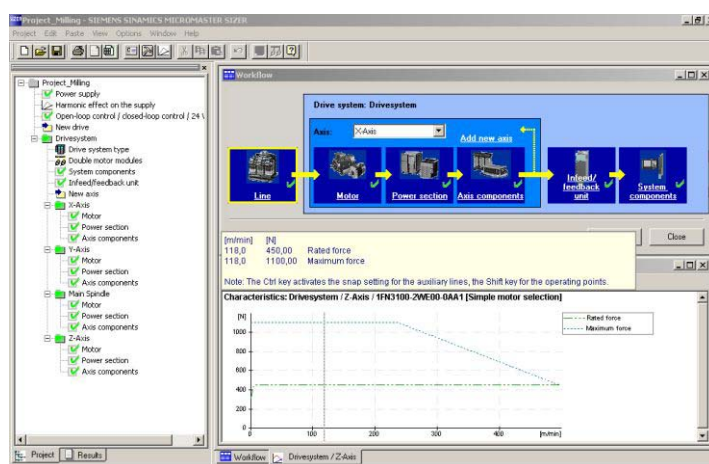 Project_Milling - SIEMENS SINAMICS MICROMASTER SIZER
Project Edit Paste View Options Window Help
Project_Milling
Power supply
Harmonic effect on the supply
Open-loop control / closed-loop control / 24 V
New drive
Drivesystem
Drive system type
Double motor modules
System components
Infeed/feedback unit
New axis
X-Axis
Motor
Power section
Axis components
Y-Axis
Motor
Power section
Axis components
Main Spindle
Motor
Power section
Axis components
Z-Axis
Motor
Power section
Axis components
Project Results
Workflow
Drive system: Drivesystem
Axis: X-Axis
Add new axis
Line
Motor
Power section
Axis components
Infeed/
feedback
unit
System
components
Close
[m/min] [N]
118,0 450,00 Rated force
118,0 1100,00 Maximum force
Note: The Ctrl key activates the snap setting for the auxiliary lines, the Shift key for the operating points.
Characteristics: Drivesystem / Z-Axis / 1FN3100-2WE00-0AA1 [Simple motor selection]
[N]
1000
800
600
400
200
0
0 100 200 300 400 [m/min]
Rated force
Maximum force
Workflow Drivesystem / Z-Axis